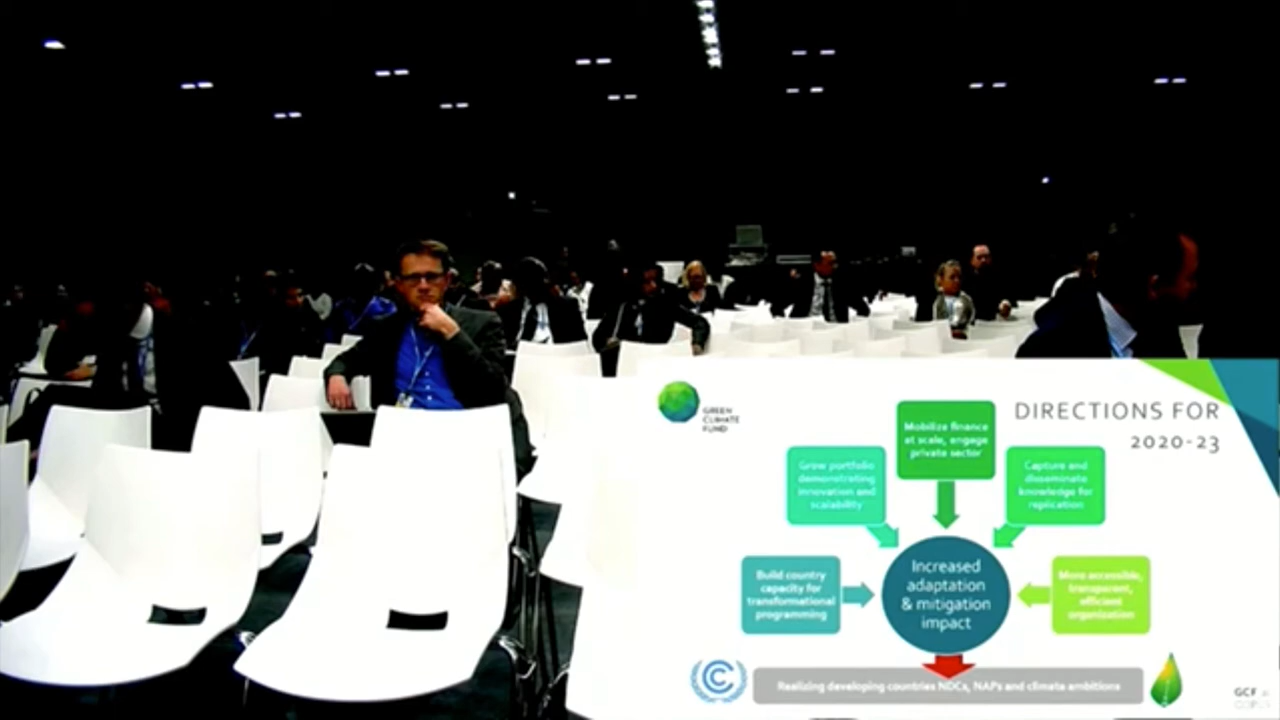 GREEN
CLIMATE
FUND
DIRECTIONS FOR
2020-23
Mobilize finance
at scale, engage
private sector
Grow portfolio
demonstrating
innovation and
scalability
Capture and
disseminate
knowledge for
replication
Build country
capacity for
transformational
programming
Increased
adaptation
& mitigation
impact
More accessible,
transparent,
efficient
organisation
Realizing developing countries NDCs, NAPs and climate ambitions
GCF